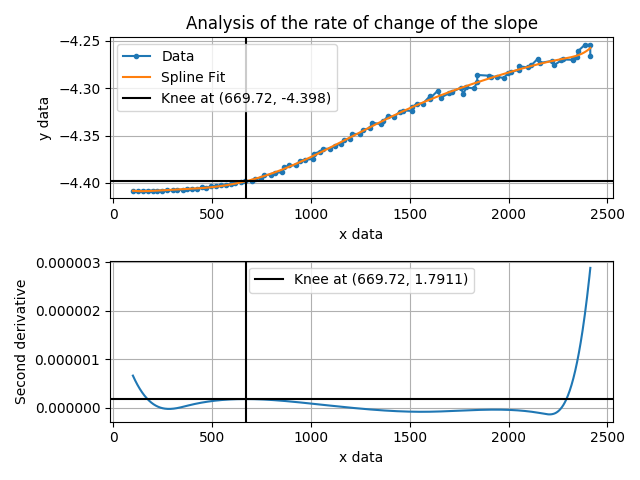 Analysis of the rate of change of the slope
−4.25
−4.30
−4.35
−4.40
y data
Data
Spline Fit
Knee at (669.72, -4.398)
0 500 1000 1500 2000 2500
x data
0.000003
0.000002
0.000001
0.000000
Second derivative
Knee at (669.72, 1.7911)
0 500 1000 1500 2000 2500
x data